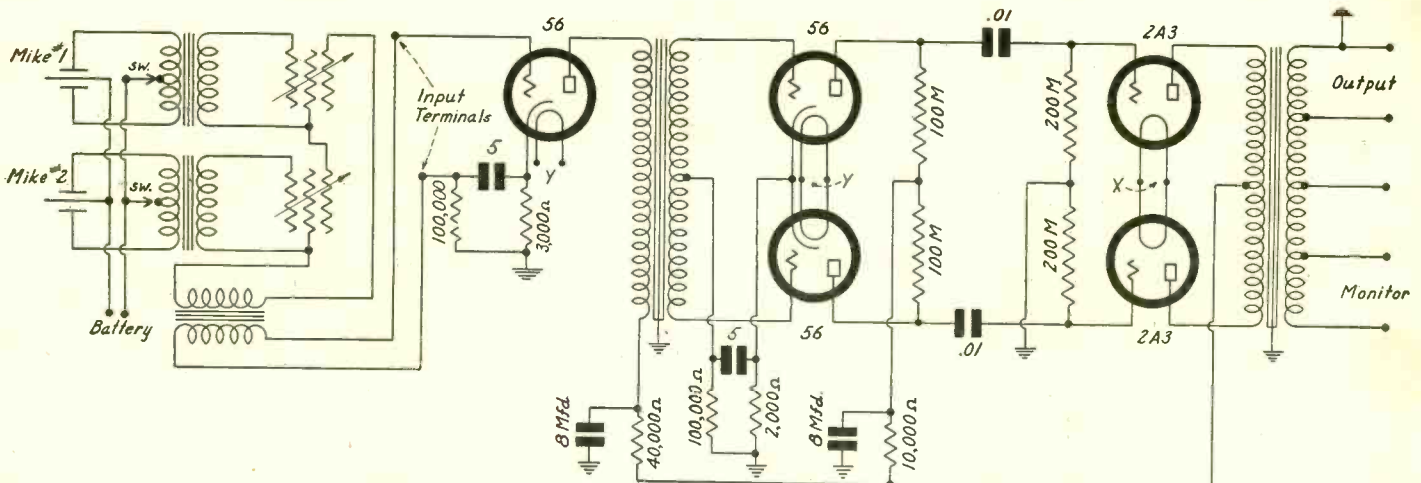 Mike #1
sw.
Mike #2
sw.
Battery
Input
Terminals
56
5
Y
100,000
3,000Ω
8 Mfd
40,000Ω
56
Y
56
5
100,000Ω
2,000Ω
8 Mfd.
10,000Ω
100M
100M
.01
.01
200M
200M
2A3
X
2A3
Output
Monitor